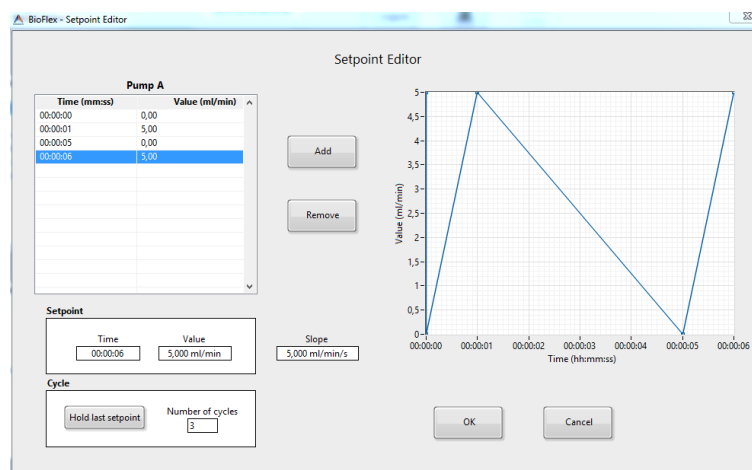 BioFlex - Setpoint Editor
Setpoint Editor
Pump A
Time (mm:ss) Value (ml/min)
00:00:00 0,00
00:00:01 5,00
00:00:05 0,00
00:00:06 5,00
Add
Remove
Setpoint
Time Value Slope
00:00:06 5,000 ml/min 5,000 ml/min/s
Cycle
Hold last setpoint
Number of cycles
3
Value (ml/min)
5-
4,5-
4-
3,5-
3-
2,5-
2-
1,5-
1-
0,5-
0-
00:00:00 00:00:01 00:00:02 00:00:03 00:00:04 00:00:05 00:00:06
Time (hh:mm:ss)
OK
Cancel